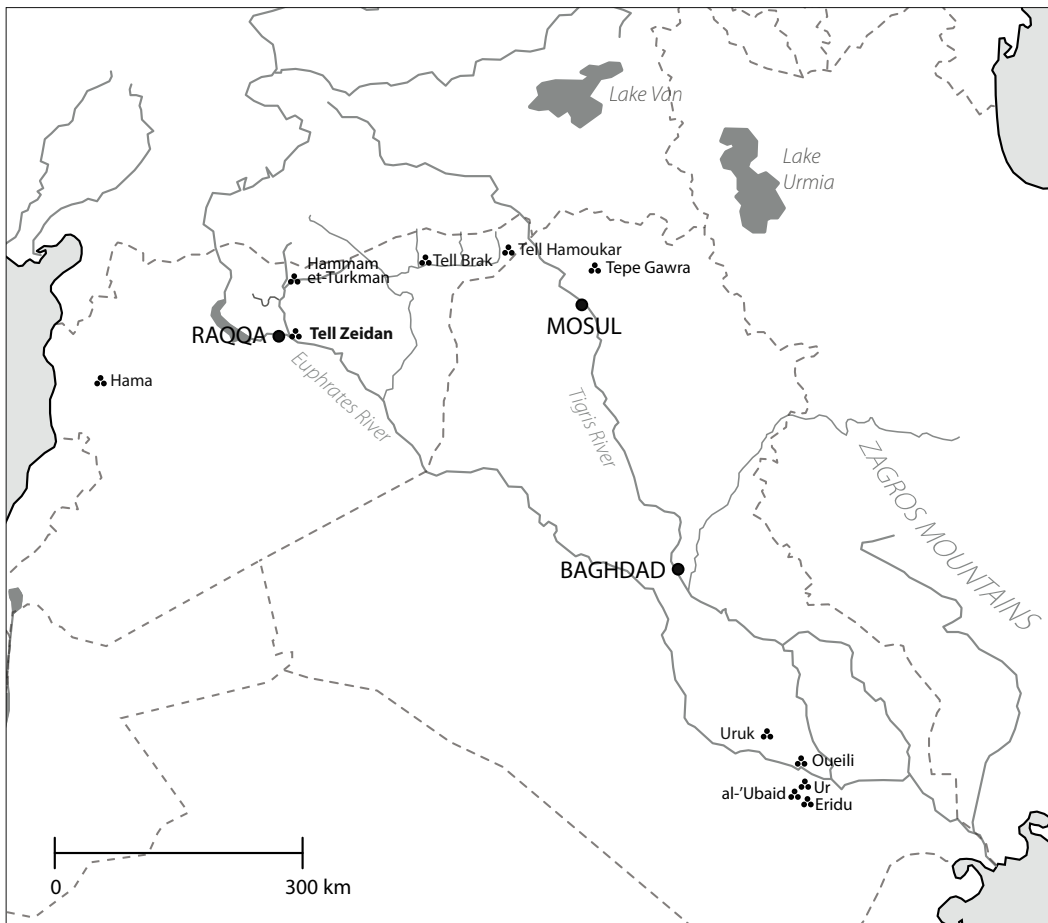 Lake Van
Lake
Urmia
Tell Hamoukar
Hammam
et-Turkman
Tell Brak
Tepe Gawra
MOSUL
RAQQA
Tell Zeidan
Euphrates River
Hama
Tigris River
ZAGROS MOUNTAINS
BAGHDAD
Uruk
Oueili
Ur
al-‘Ubaid
Eridu
0
300 km